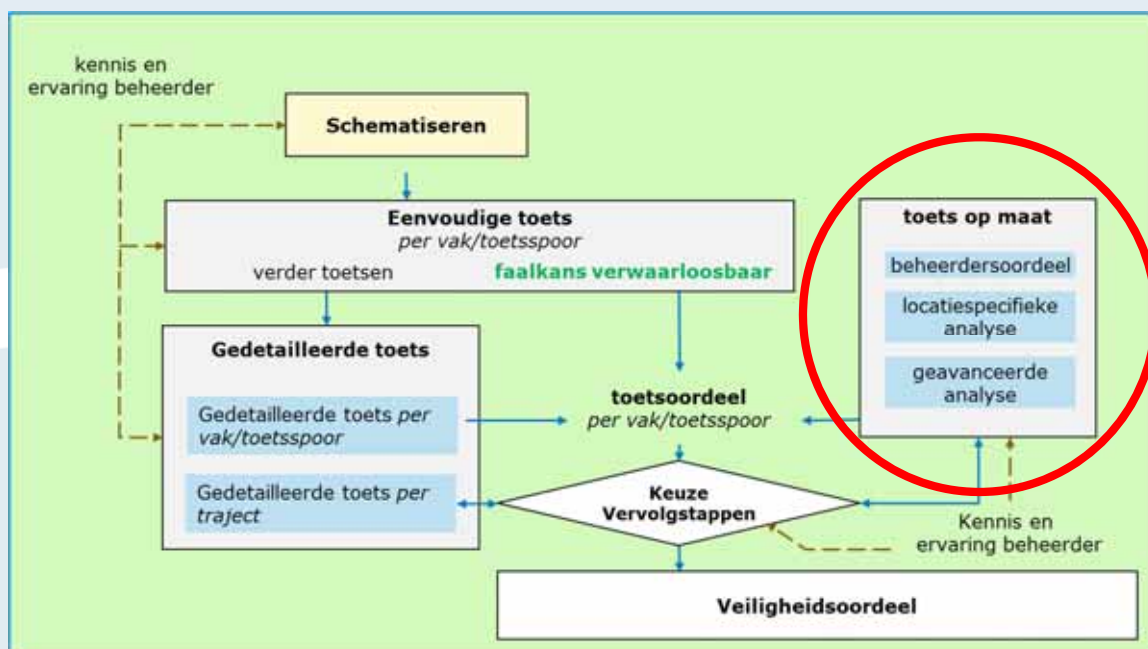 kennis en
ervaring beheerder
Schematiseren
Eenvoudige toets
per vak/toetsspoor
verder toetsen
faalkans verwaarloosbaar
toets op maat
beheerdersoordeel
locatiespecifieke
analyse
geavanceerde
analyse
Gedetailleerde toets
Gedetailleerde toets per
vak/toetsspoor
Gedetailleerde toets per
traject
toetsoordeel
per vak/toetsspoor
Keuze
Vervolgstappen
Kennis en
ervaring beheerder
Veiligheidsoordeel